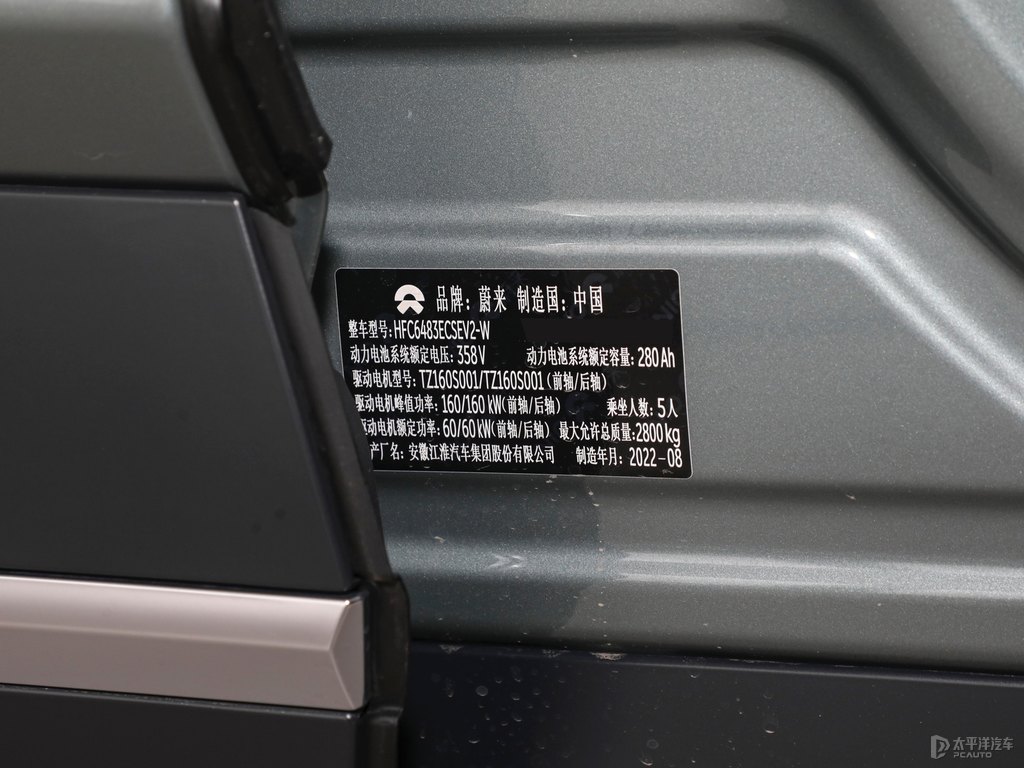 品牌：蔚来 制造国：中国
整车型号：HFC6483ECSEV2-W
动力电池系统额定电压：358V 动力电池系统额定容量：280Ah
驱动电机型号：TZ160S001/TZ160S001（前轴/后轴）
驱动电机峰值功率：160/160kW（前轴/后轴） 乘坐人数：5人
驱动电机额定功率：60/60kW（前轴/后轴） 最大允许总质量：2800kg
产厂名：安徽江淮汽车集团股份有限公司 制造年月：2022-08
太平洋汽车
PCAUTO